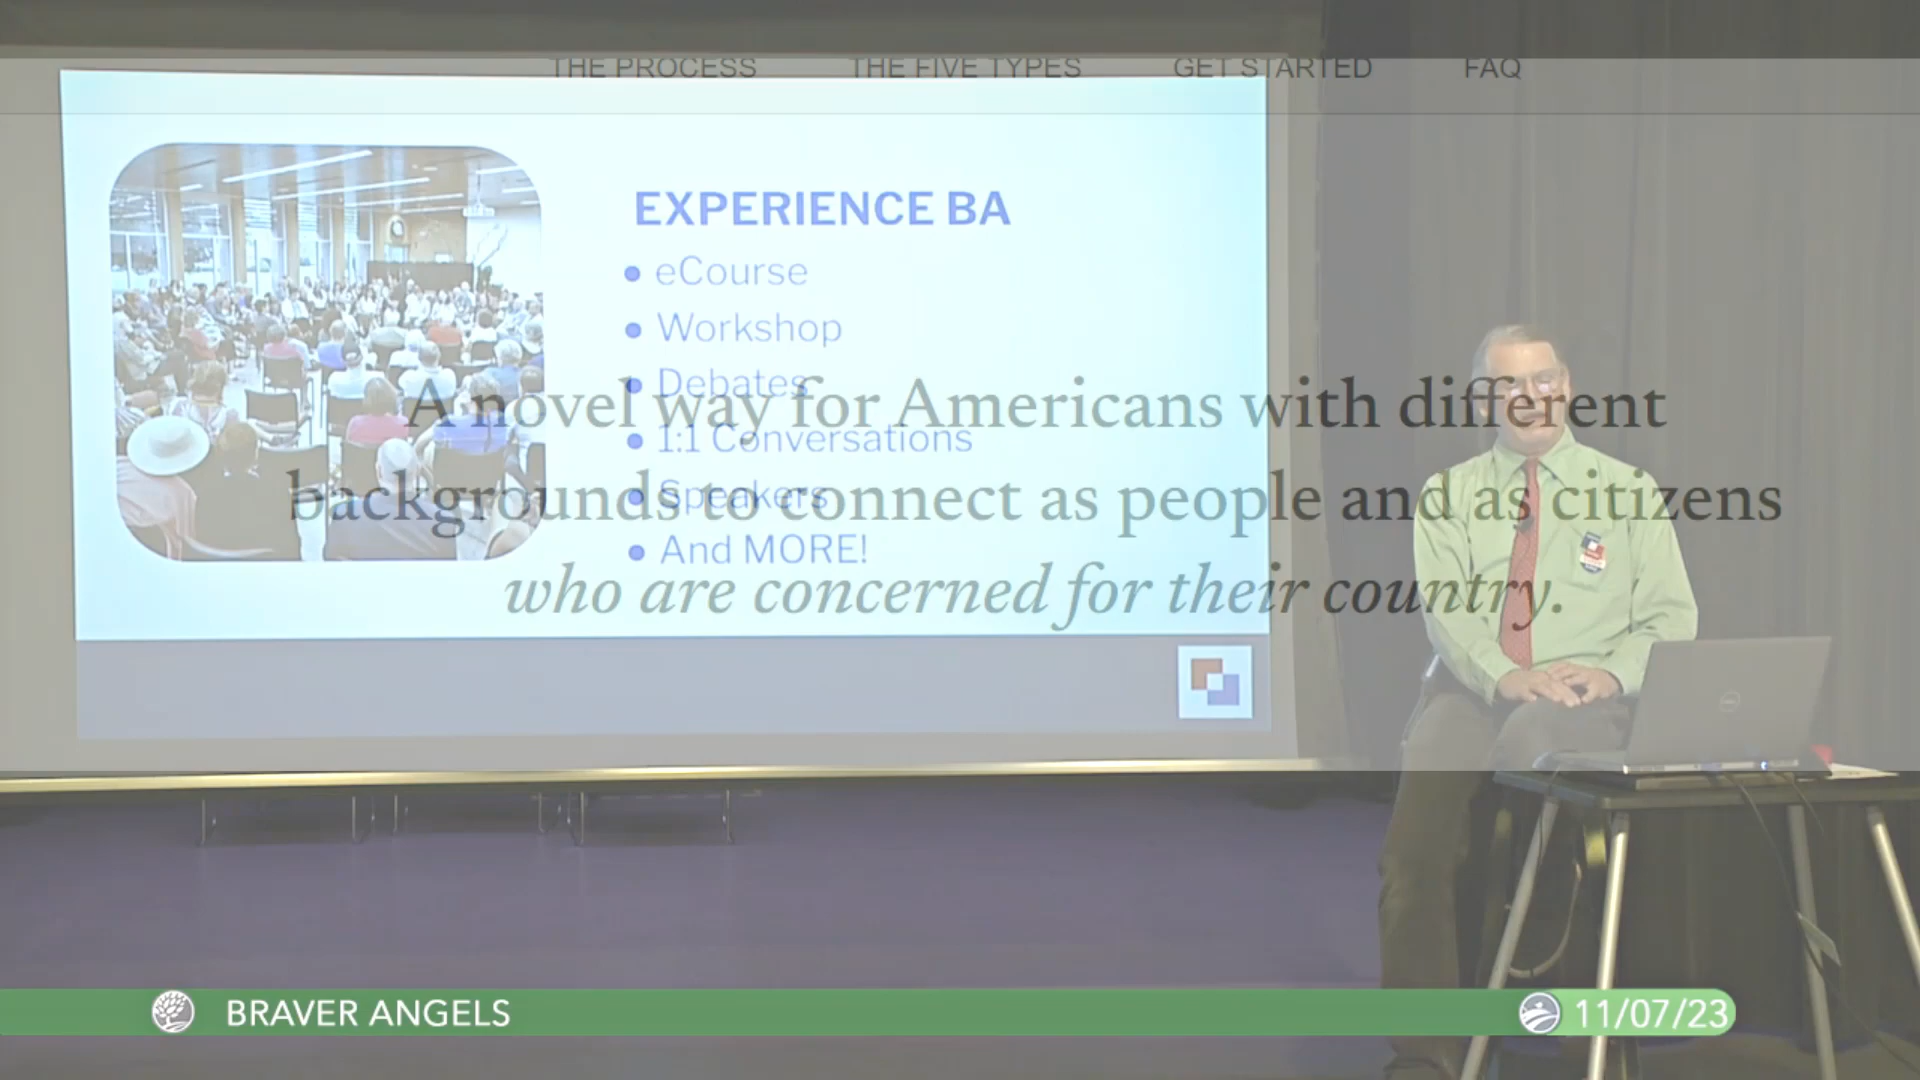 THE PROCESS THE FIVE TYPES GET STARTED FAQ
EXPERIENCE BA
eCourse
Workshop
Debates
1:1 Conversations
Speakers
And MORE!
A novel way for Americans with different
backgrounds to connect as people and as citizens
who are concerned for their country.
BRAVER ANGELS
11/07/23